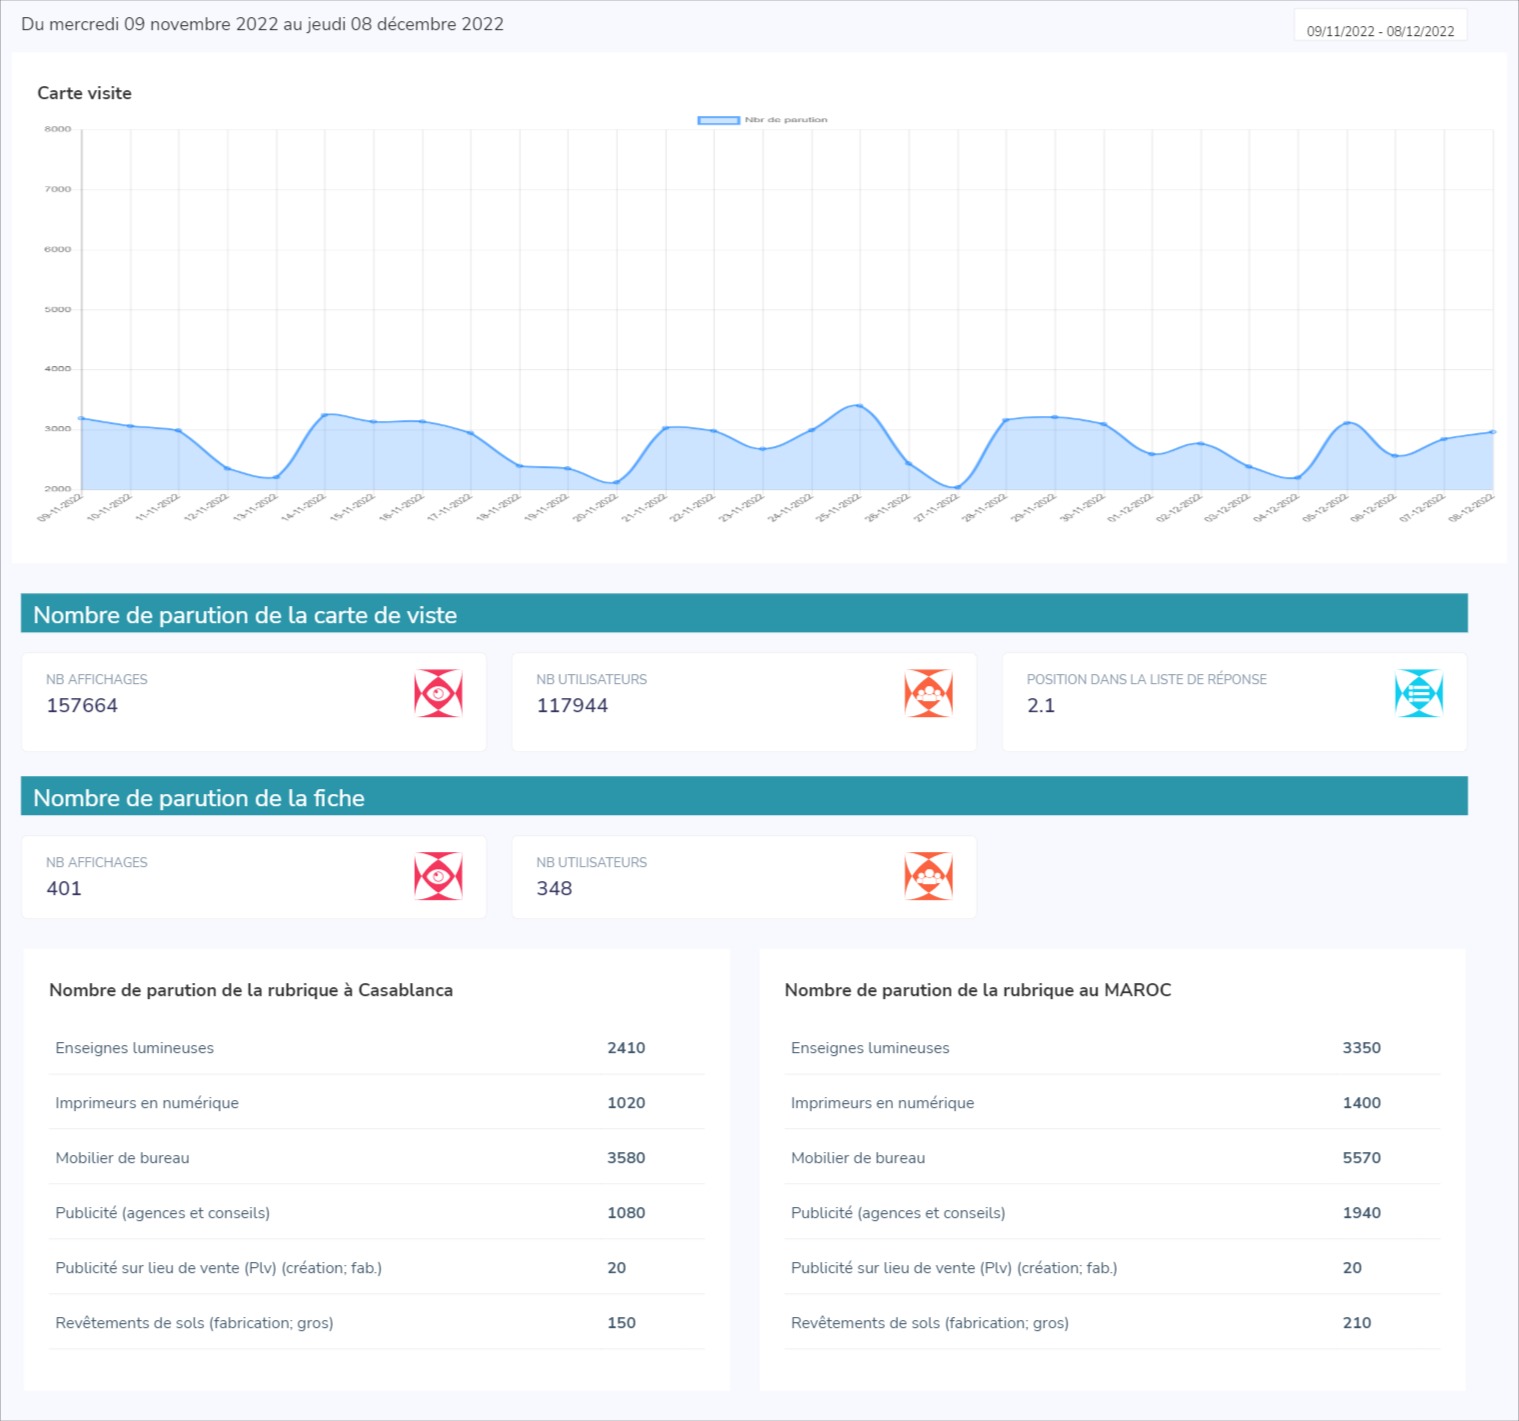 Du mercredi 09 novembre 2022 au jeudi 08 décembre 2022
09/11/2022 - 08/12/2022
Carte visite
Nbr de parution
8000
7000
6000
5000
4000
3000
2000
09-11-2022
10-11-2022
11-11-2022
12-11-2022
13-11-2022
14-11-2022
15-11-2022
16-11-2022
17-11-2022
18-11-2022
19-11-2022
20-11-2022
21-11-2022
22-11-2022
23-11-2022
24-11-2022
25-11-2022
26-11-2022
27-11-2022
28-11-2022
29-11-2022
30-11-2022
01-12-2022
02-12-2022
03-12-2022
04-12-2022
05-12-2022
06-12-2022
07-12-2022
08-12-2022
Nombre de parution de la carte de viste
NB AFFICHAGES
157664
NB UTILISATEURS
117944
POSITION DANS LA LISTE DE RÉPONSE
2.1
Nombre de parution de la fiche
NB AFFICHAGES
401
NB UTILISATEURS
348
Nombre de parution de la rubrique à Casablanca
Enseignes lumineuses 2410
Imprimeurs en numérique 1020
Mobilier de bureau 3580
Publicité (agences et conseils) 1080
Publicité sur lieu de vente (Plv) (création; fab.) 20
Revêtements de sols (fabrication; gros) 150
Nombre de parution de la rubrique au MAROC
Enseignes lumineuses 3350
Imprimeurs en numérique 1400
Mobilier de bureau 5570
Publicité (agences et conseils) 1940
Publicité sur lieu de vente (Plv) (création; fab.) 20
Revêtements de sols (fabrication; gros) 210